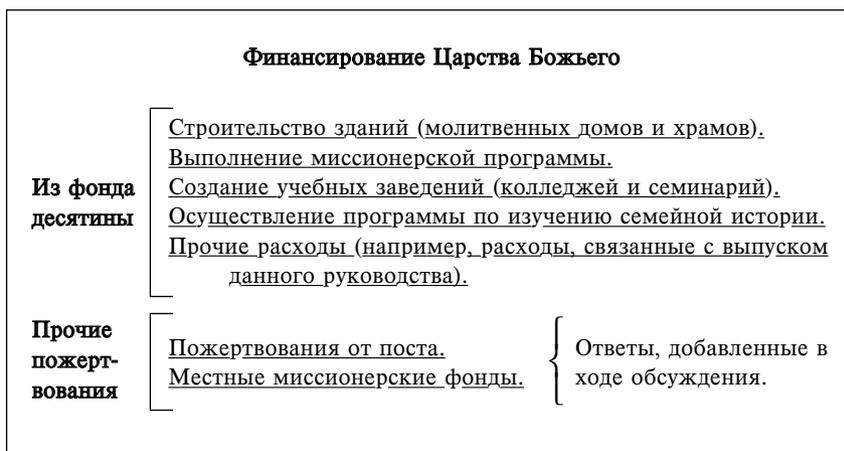 Финансирование Царства Божьего
Из фонда
десятины
Строительство зданий (молитвенных домов и храмов).
Выполнение миссионерской программы.
Создание учебных заведений (колледжей и семинарий).
Осуществление программы по изучению семейной истории.
Прочие расходы (например, расходы, связанные с выпуском
данного руководства).
Прочие
пожерт-
вования
Пожертвования от поста.
Местные миссионерские фонды.
Ответы, добавленные в
ходе обсуждения.